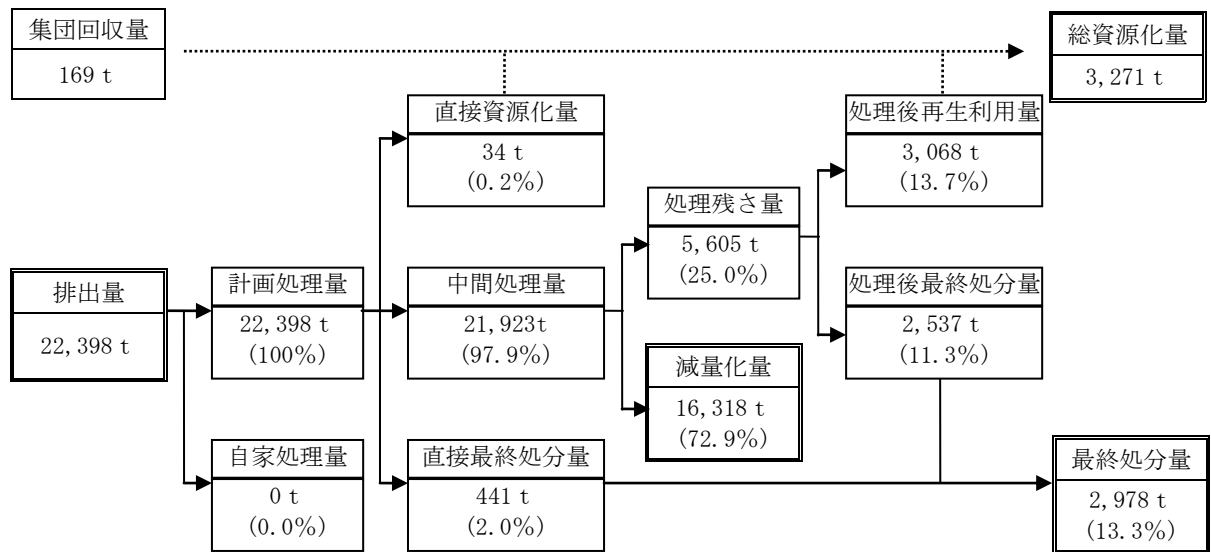 集団回収量
169 t
総資源化量
3,271 t
直接資源化量
34 t
(0.2%)
処理後再生利用量
3,068 t
(13.7%)
処理残さ量
5,605 t
(25.0%)
排出量
22,398 t
計画処理量
22,398 t
(100%)
中間処理量
21,923t
(97.9%)
処理後最終処分量
2,537 t
(11.3%)
減量化量
16,318 t
(72.9%)
自家処理量
0 t
(0.0%)
直接最終処分量
441 t
(2.0%)
最終処分量
2,978 t
(13.3%)